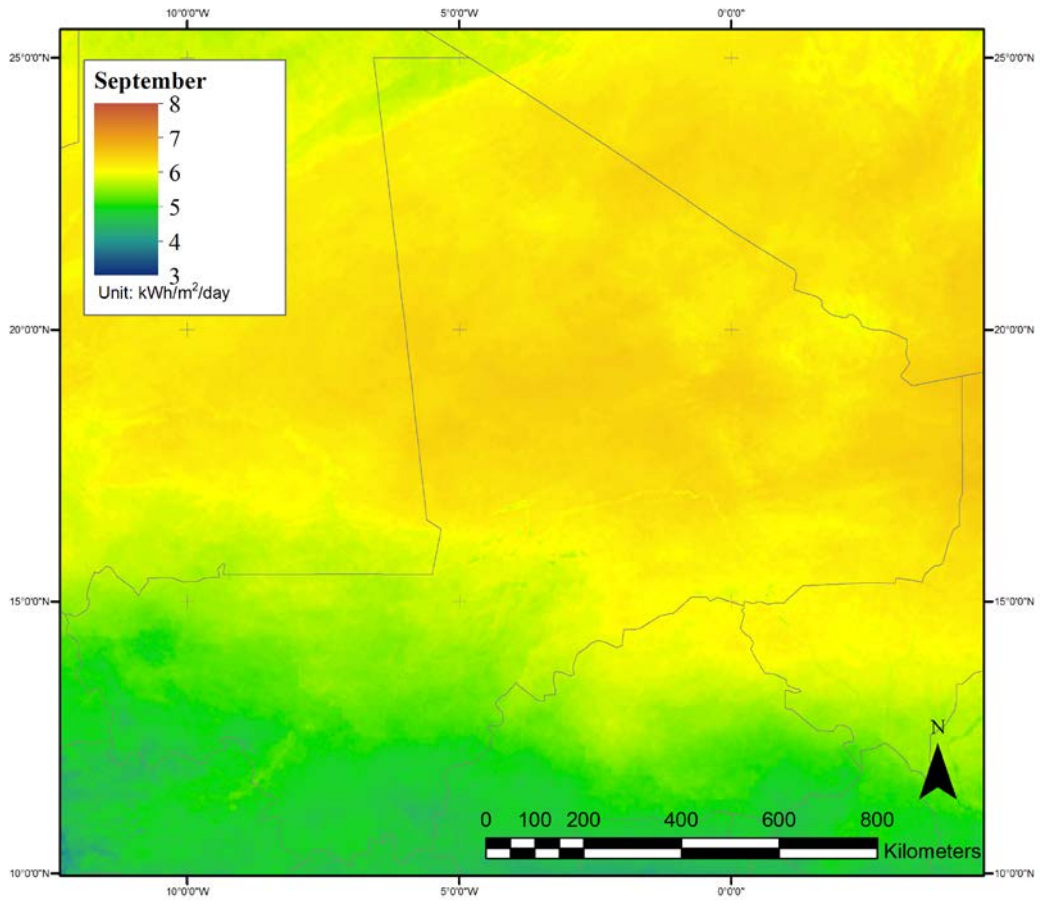 10°0'0"W 5°0'0"W 0°0'0"
25°0'0"N 25°0'0"N
September
8
7
6
5
4
3
Unit: kWh/m²/day
20°0'0"N 20°0'0"N
15°0'0"N 15°0'0"N
N
0 100 200 400 600 800
Kilometers
10°0'0"N 10°0'0"N
10°0'0"W 5°0'0"W 0°0'0"